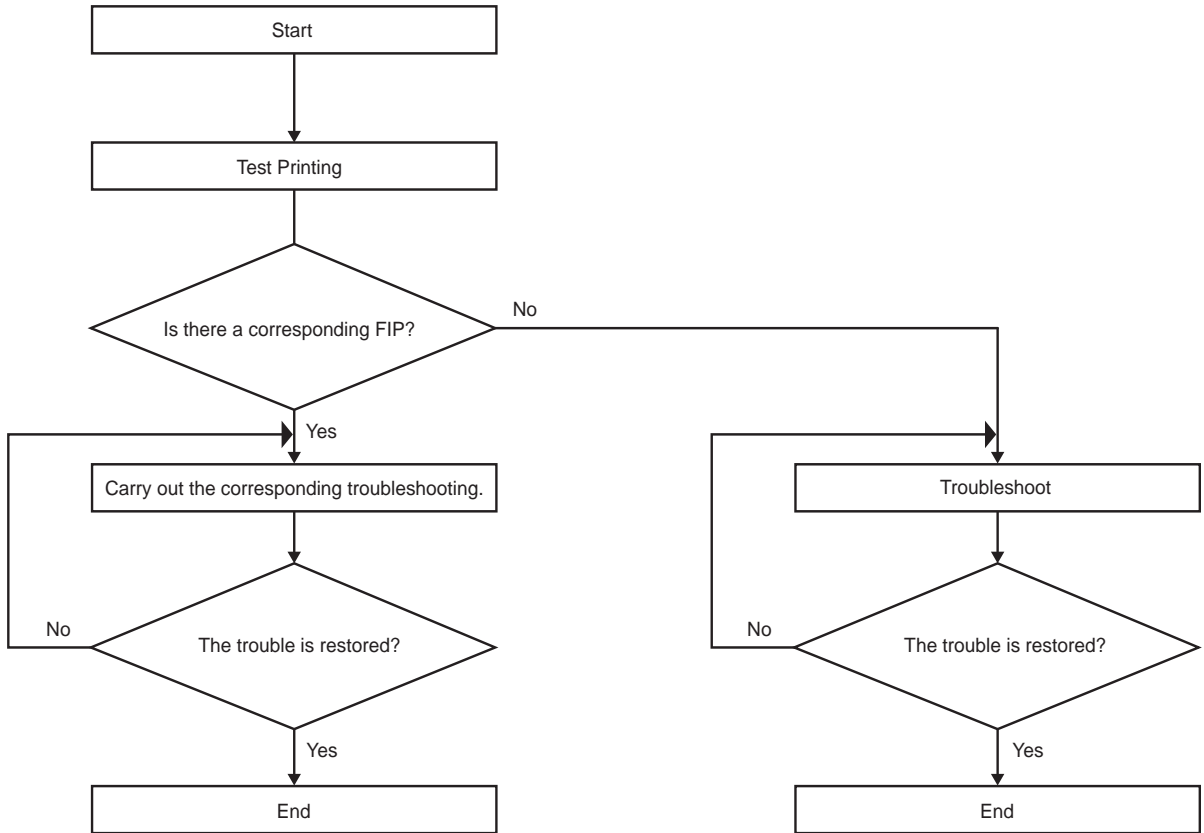 Start
Test Printing
Is there a corresponding FIP?
No
Yes
Carry out the corresponding troubleshooting.
Troubleshoot
No
The trouble is restored?
No
The trouble is restored?
Yes
Yes
End
End